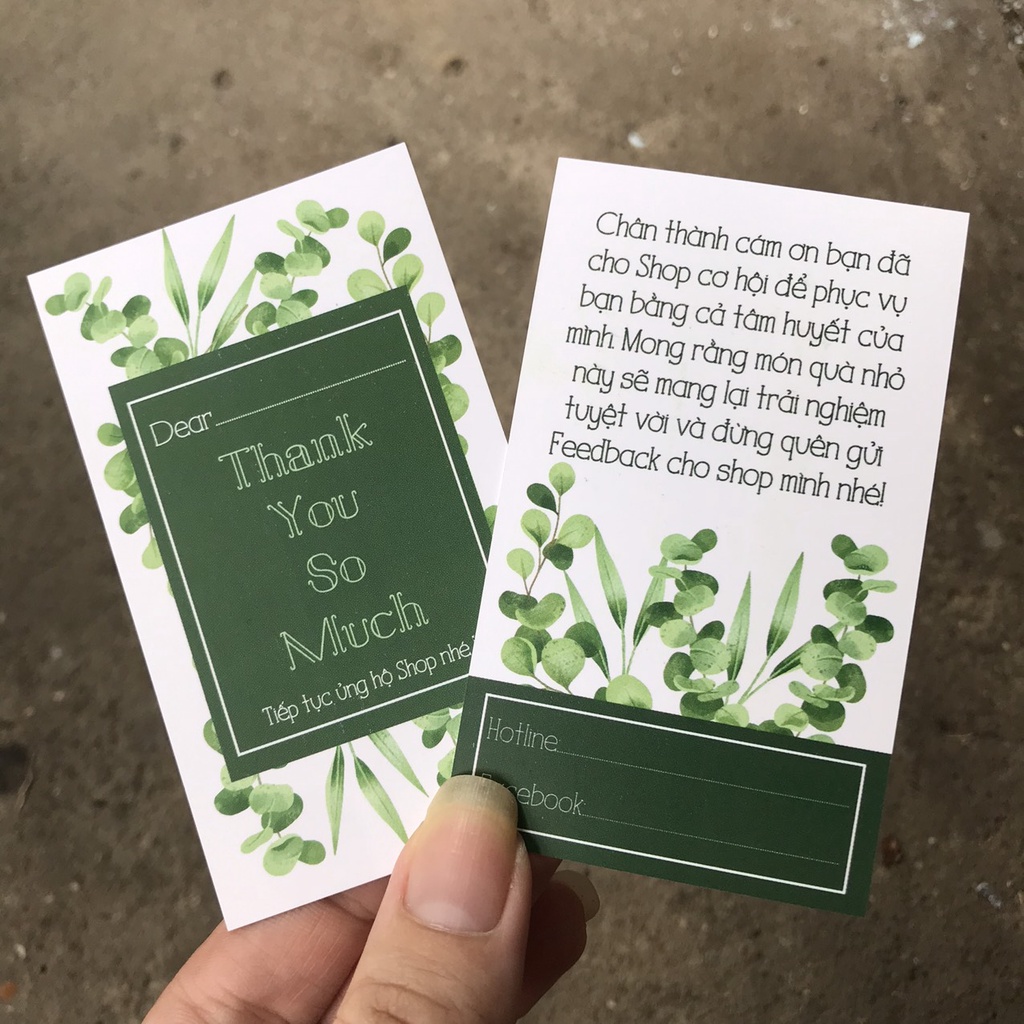 Dear
Thank
You
So
Much
Tiếp tục ủng hộ Shop nhé!
Chân thành cám ơn bạn đã
cho Shop cơ hội để phục vụ
bạn bằng cả tâm huyết của
mình. Mong rằng món quà nhỏ
này sẽ mang lại trải nghiệm
tuyệt vời và đừng quên gửi
Feedback cho shop mình nhé!
Hotline:
Facebook: